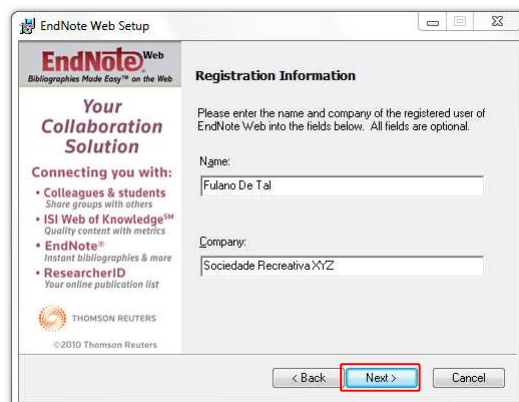 EndNote Web Setup
EndNote® Web
Bibliographies Made Easy™ on the Web
Your
Collaboration
Solution
Connecting you with:
• Colleagues & students
Share groups with others
• ISI Web of Knowledge℠
Quality content with metrics
• EndNote®
Instant bibliographies & more
• ResearcherID
Your online publication list
THOMSON REUTERS
©2010 Thomson Reuters
Registration Information
Please enter the name and company of the registered user of
EndNote Web into the fields below. All fields are optional.
Name:
Fulano De Tal
Company:
Sociedade Recreativa XYZ
< Back
Next >
Cancel